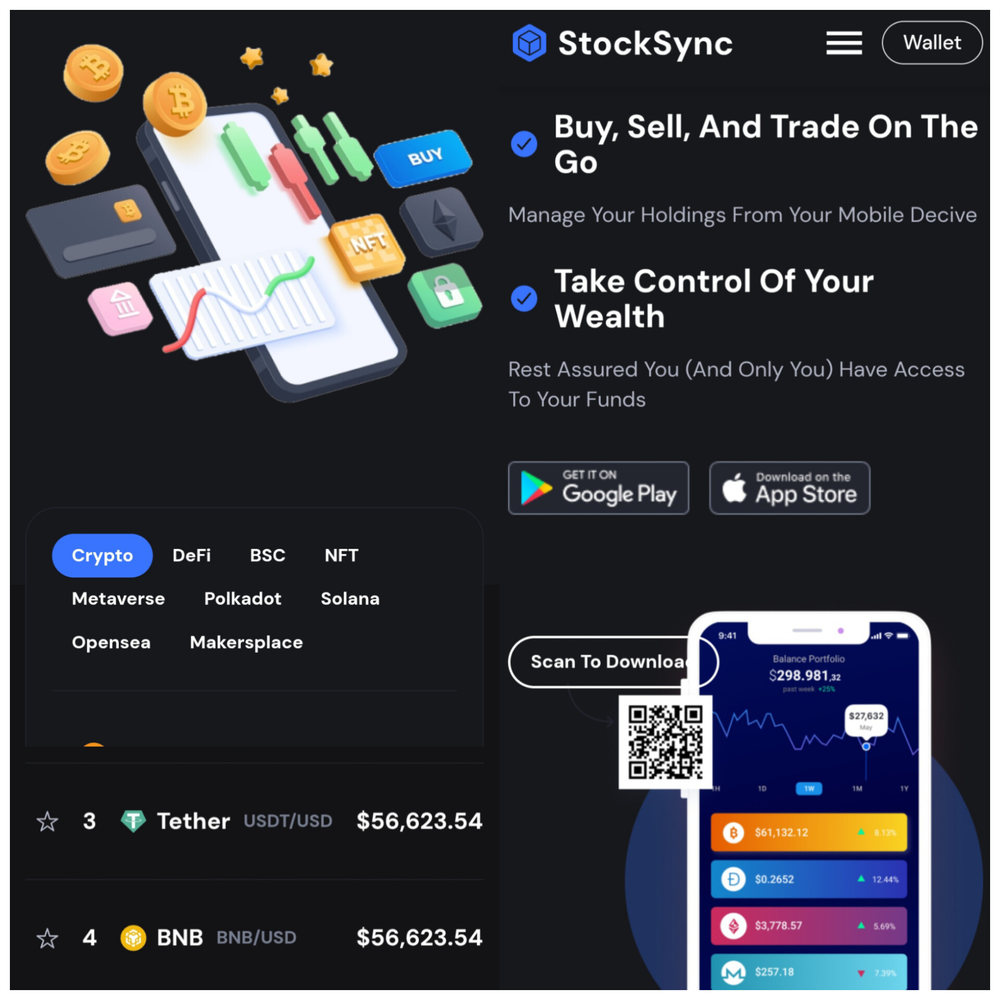 BUY
NFT
Crypto
DeFi
BSC
NFT
Metaverse
Polkadot
Solana
Opensea
Makersplace
3 Tether USDT/USD $56,623.54
4 BNB BNB/USD $56,623.54
StockSync
Wallet
Buy, Sell, And Trade On The
Go
Manage Your Holdings From Your Mobile Decive
Take Control Of Your
Wealth
Rest Assured You (And Only You) Have Access
To Your Funds
GET IT ON
Google Play
Download on the
App Store
Scan To Downloa
9:41
Balance Portfolio
$298.981,32
past week +25%
$27,632
May
H 1D 1W 1M 1Y
$61,132.12 8.13%
$0.2652 12.44%
$3,778.57 5.69%
$257.18 7.39%